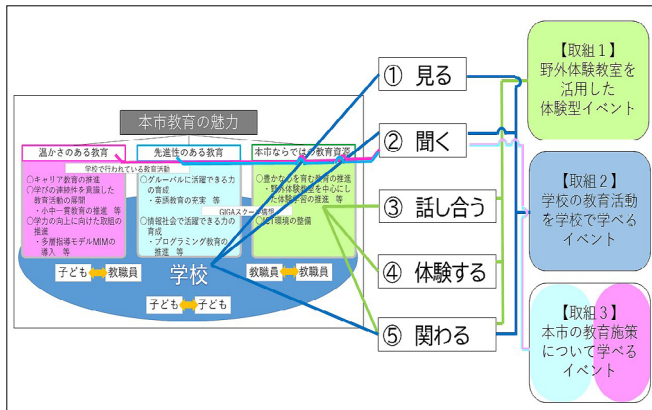 本市教育の魅力
温かさのある教育
先進性のある教育
本市ならではの教育資源
学校で行われている教育活動
○キャリア教育の推進
○学びの連続性を意識した
教育活動の展開
・小中一貫教育の推進 等
○学力の向上に向けた取組の
推進
・多層指導モデルMIMの
導入 等
○グローバルに活躍できる力
の育成
・英語教育の充実 等
○情報社会で活躍できる力の
育成
・プログラミング教育の
推進 等
○豊かな心を育む教育の推進
・野外体験教室を中心にし
た体験学習の推進 等
GIGAスクール構想
環境の整備
学校
子ども
教職員
教職員
教職員
子ども
子ども
① 見る
② 聞く
③ 話し合う
④ 体験する
⑤ 関わる
【取組1】
野外体験教室を
活用した
体験型イベント
【取組2】
学校の教育活動
を学校で学べる
イベント
【取組3】
本市の教育施策
について学べる
イベント